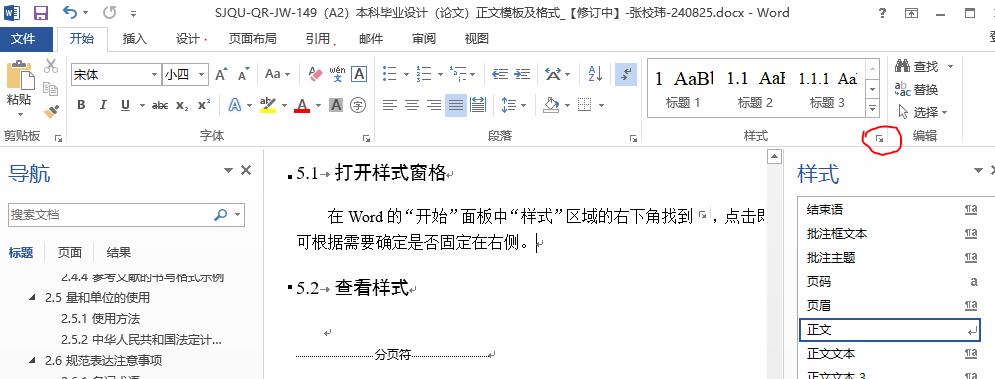 SJQU-QR-JW-149（A2）本科毕业设计（论文）正文模板及格式_【修订中】-张校玮-240825.docx - Word
文件 开始 插入 设计 页面布局 引用 邮件 审阅 视图
粘贴
宋体 小四 A A Aa wén A
B I U abc x₂ x² A ab A A 字
剪贴板 字体 段落 样式 编辑
1 AaBl 1.1 AaB 1.1.1 Aa
标题 1 标题 2 标题 3
查找
替换
选择
导航
搜索文档
标题 页面 结果
2.4.4 参考文献的书写格式示例
2.5 量和单位的使用
2.5.1 使用方法
2.5.2 中华人民共和国法定计...
2.6 规范表达注意事项
5.1 打开样式窗格
在 Word 的“开始”面板中“样式”区域的右下角找到，点击即
可根据需要确定是否固定在右侧。
5.2 查看样式
分页符
样式
结束语
批注框文本
批注主题
页码 a
页眉
正文
正文文本
正文文本 3